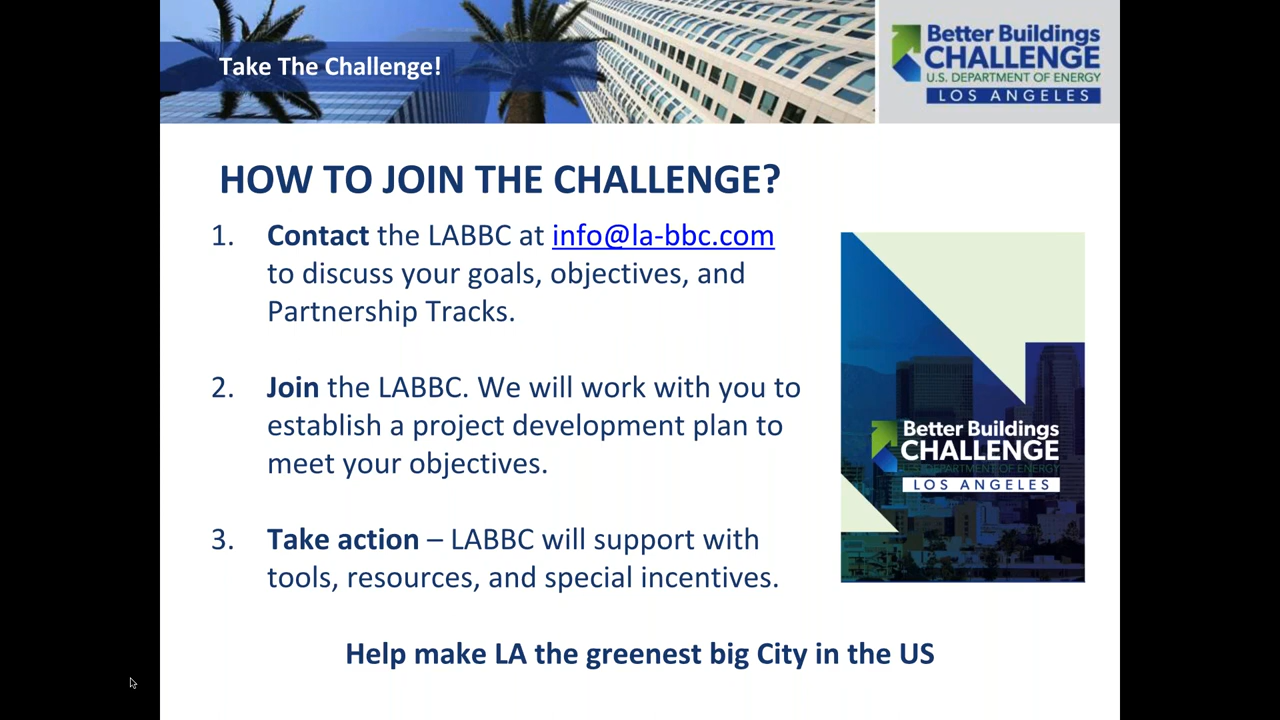 Take The Challenge!
Better Buildings
CHALLENGE
U.S. DEPARTMENT OF ENERGY
LOS ANGELES
HOW TO JOIN THE CHALLENGE?
1. Contact the LABBC at info@la-bbc.com
to discuss your goals, objectives, and
Partnership Tracks.
2. Join the LABBC. We will work with you to
establish a project development plan to
meet your objectives.
3. Take action – LABBC will support with
tools, resources, and special incentives.
Better Buildings
CHALLENGE
U.S. DEPARTMENT OF ENERGY
LOS ANGELES
Help make LA the greenest big City in the US